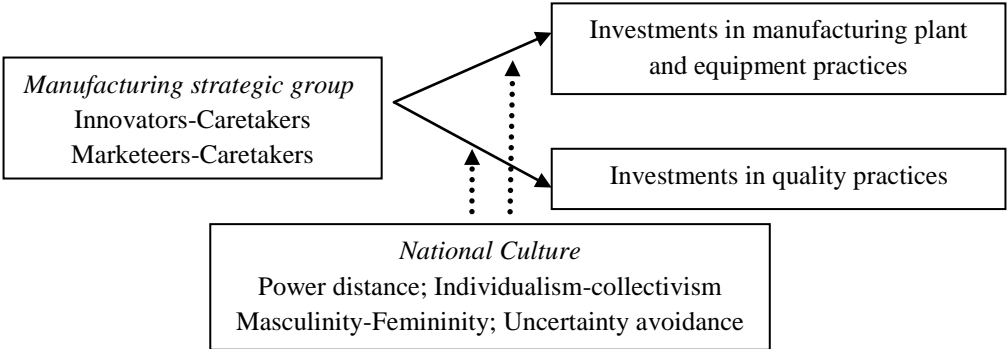 Manufacturing strategic group
Innovators-Caretakers
Marketeers-Caretakers
Investments in manufacturing plant
and equipment practices
Investments in quality practices
National Culture
Power distance; Individualism-collectivism
Masculinity-Femininity; Uncertainty avoidance